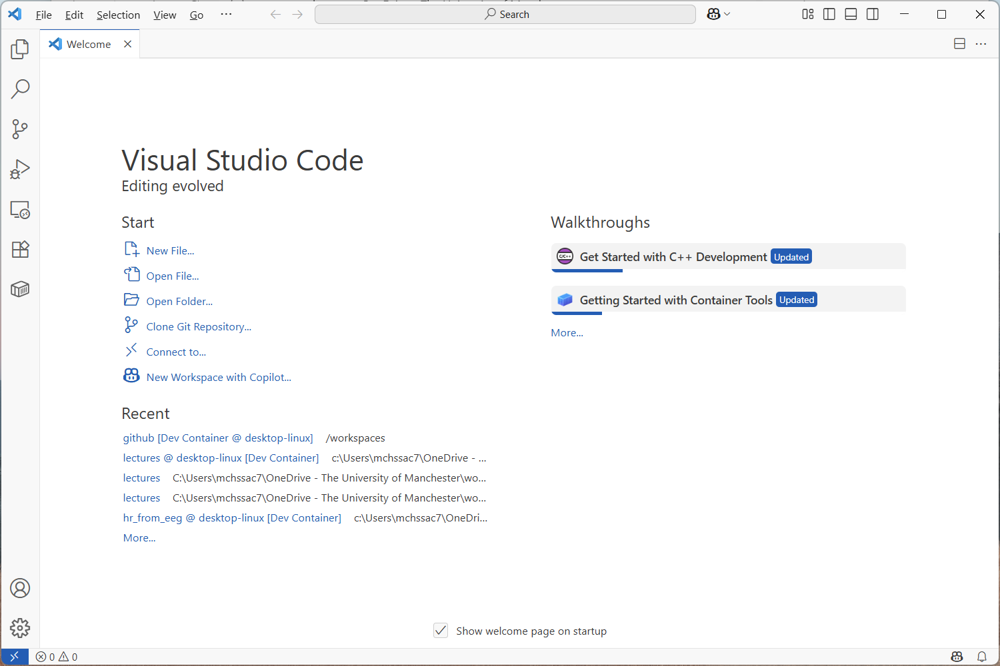 File Edit Selection View Go ···
Search
Welcome
Visual Studio Code
Editing evolved
Start
New File...
Open File...
Open Folder...
Clone Git Repository...
Connect to...
New Workspace with Copilot...
Walkthroughs
C/C++ Get Started with C++ Development Updated
Getting Started with Container Tools Updated
More...
Recent
github [Dev Container @ desktop-linux] /workspaces
lectures @ desktop-linux [Dev Container] c:\Users\mchssac7\OneDrive - ...
lectures C:\Users\mchssac7\OneDrive - The University of Manchester\wo...
lectures C:\Users\mchssac7\OneDrive - The University of Manchester\wo...
hr_from_eeg @ desktop-linux [Dev Container] c:\Users\mchssac7\OneDri...
More...
Show welcome page on startup
0 0